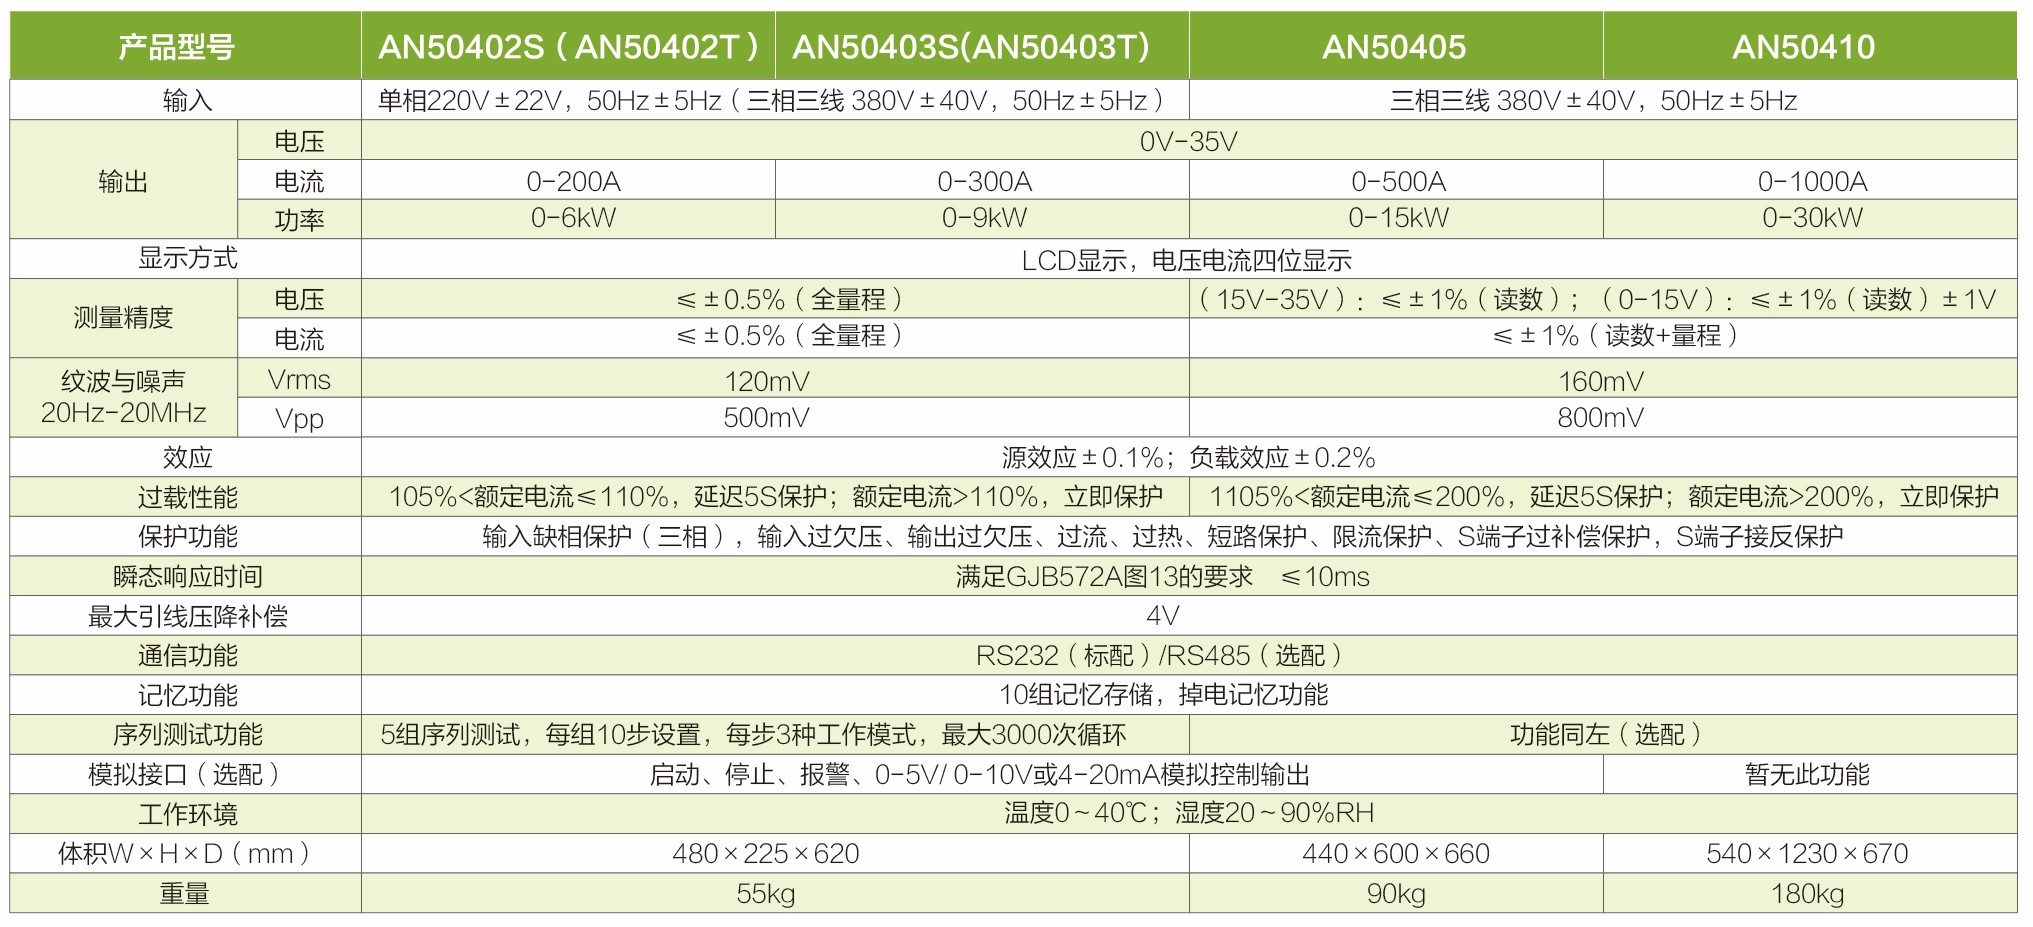 产品型号 AN50402S（AN50402T） AN50403S(AN50403T) AN50405 AN50410
输入 单相220V±22V，50Hz±5Hz（三相三线 380V±40V，50Hz±5Hz） 三相三线 380V±40V，50Hz±5Hz
输出 电压 0V-35V
电流 0-200A 0-300A 0-500A 0-1000A
功率 0-6kW 0-9kW 0-15kW 0-30kW
显示方式 LCD显示，电压电流四位显示
测量精度 电压 ≤±0.5%（全量程） （15V-35V）：≤±1%（读数）；（0-15V）：≤±1%（读数）±1V
电流 ≤±0.5%（全量程） ≤±1%（读数+量程）
纹波与噪声 Vrms 120mV 160mV
20Hz-20MHz Vpp 500mV 800mV
效应 源效应±0.1%；负载效应±0.2%
过载性能 105%<额定电流≤110%，延迟5S保护；额定电流>110%，立即保护 1105%<额定电流≤200%，延迟5S保护；额定电流>200%，立即保护
保护功能 输入缺相保护（三相），输入过欠压、输出过欠压、过流、过热、短路保护、限流保护、S端子过补偿保护，S端子接反保护
瞬态响应时间 满足GJB572A图13的要求 ≤10ms
最大引线压降补偿 4V
通信功能 RS232（标配）/RS485（选配）
记忆功能 10组记忆存储，掉电记忆功能
序列测试功能 5组序列测试，每组10步设置，每步3种工作模式，最大3000次循环 功能同左（选配）
模拟接口（选配） 启动、停止、报警、0-5V/ 0-10V或4-20mA模拟控制输出 暂无此功能
工作环境 温度0～40℃；湿度20～90%RH
体积W×H×D（mm） 480×225×620 440×600×660 540×1230×670
重量 55kg 90kg 180kg